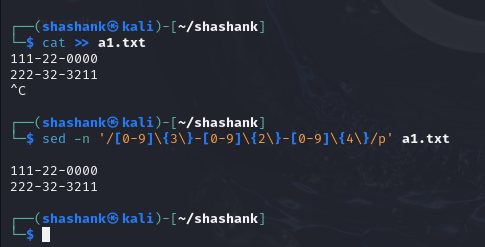 ┌──(shashank㉿kali)-[~/shashank]
└─$ cat >> a1.txt
111-22-0000
222-32-3211
^C
┌──(shashank㉿kali)-[~/shashank]
└─$ sed -n '/[0-9]\{3\}-[0-9]\{2\}-[0-9]\{4\}/p' a1.txt
111-22-0000
222-32-3211
┌──(shashank㉿kali)-[~/shashank]
└─$